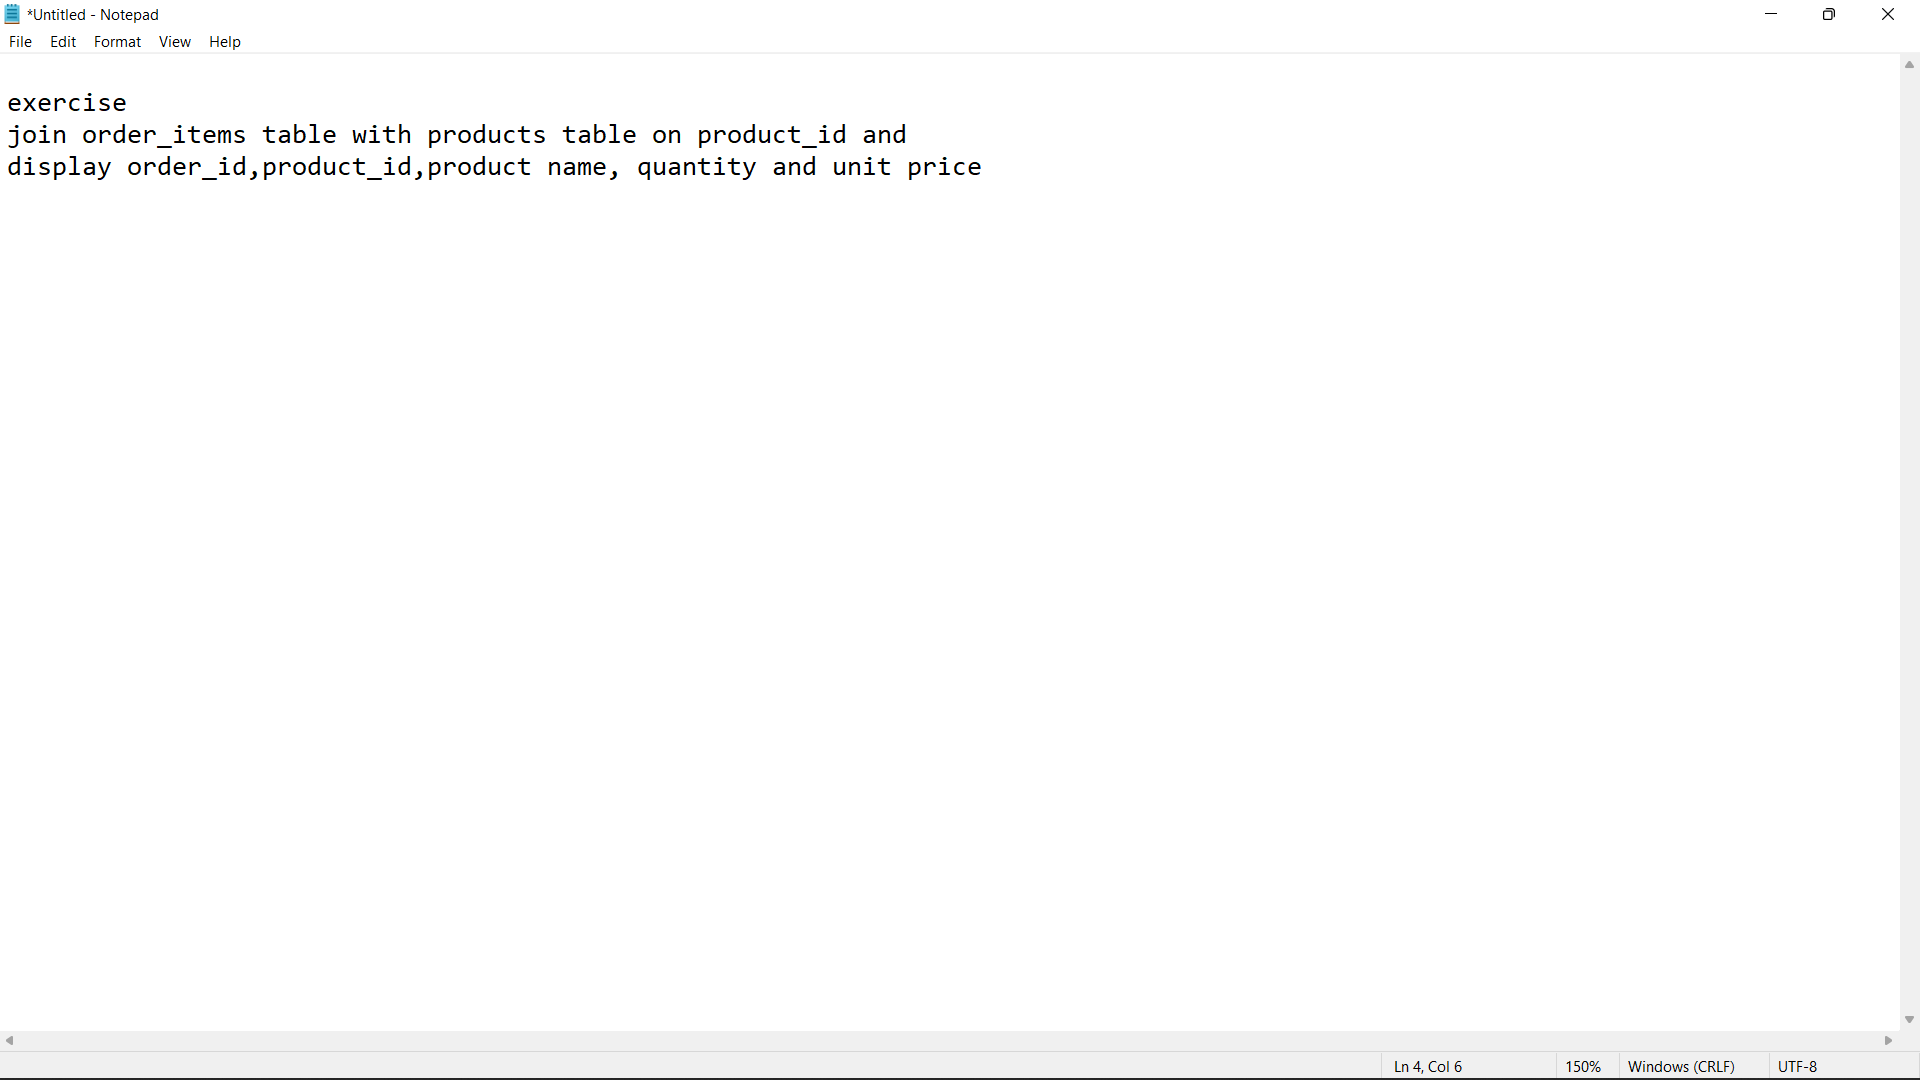 *Untitled - Notepad
File Edit Format View Help
exercise
join order_items table with products table on product_id and
display order_id,product_id,product name, quantity and unit price
Ln 4, Col 6 150% Windows (CRLF) UTF-8